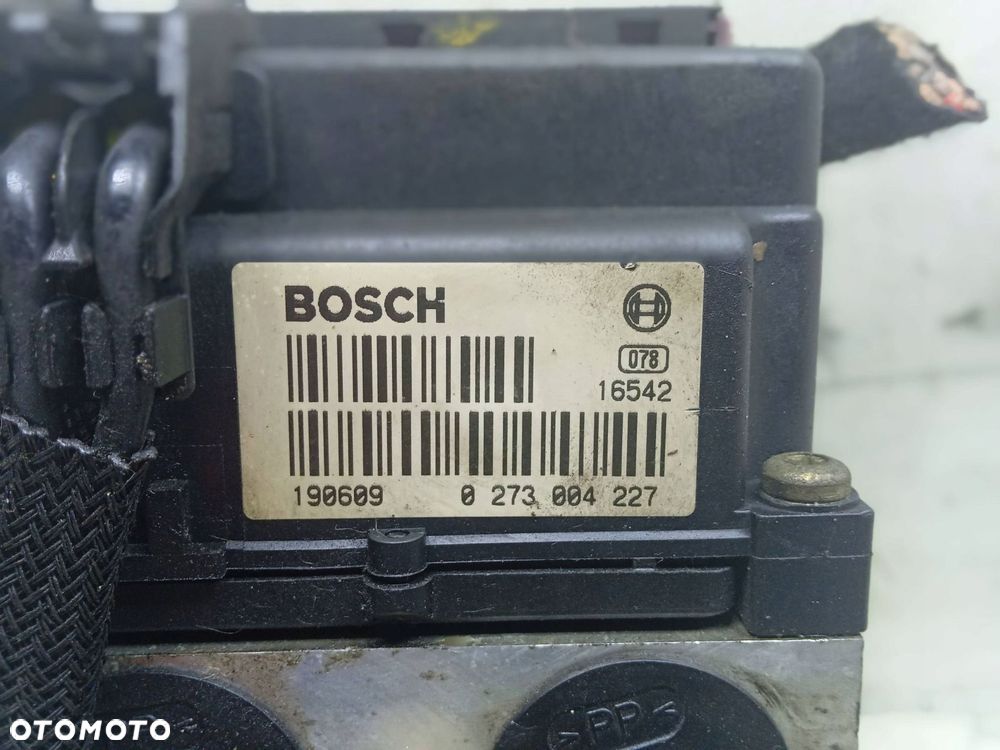 BOSCH
078
16542
190609 0 273 004 227
>PP<
OTOMOTO